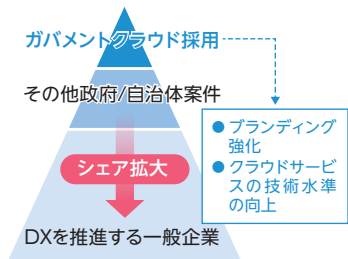 ガバメントクラウド採用
その他政府/自治体案件
シェア拡大
DXを推進する一般企業
● ブランディング
強化
● クラウドサービ
スの技術水準
の向上